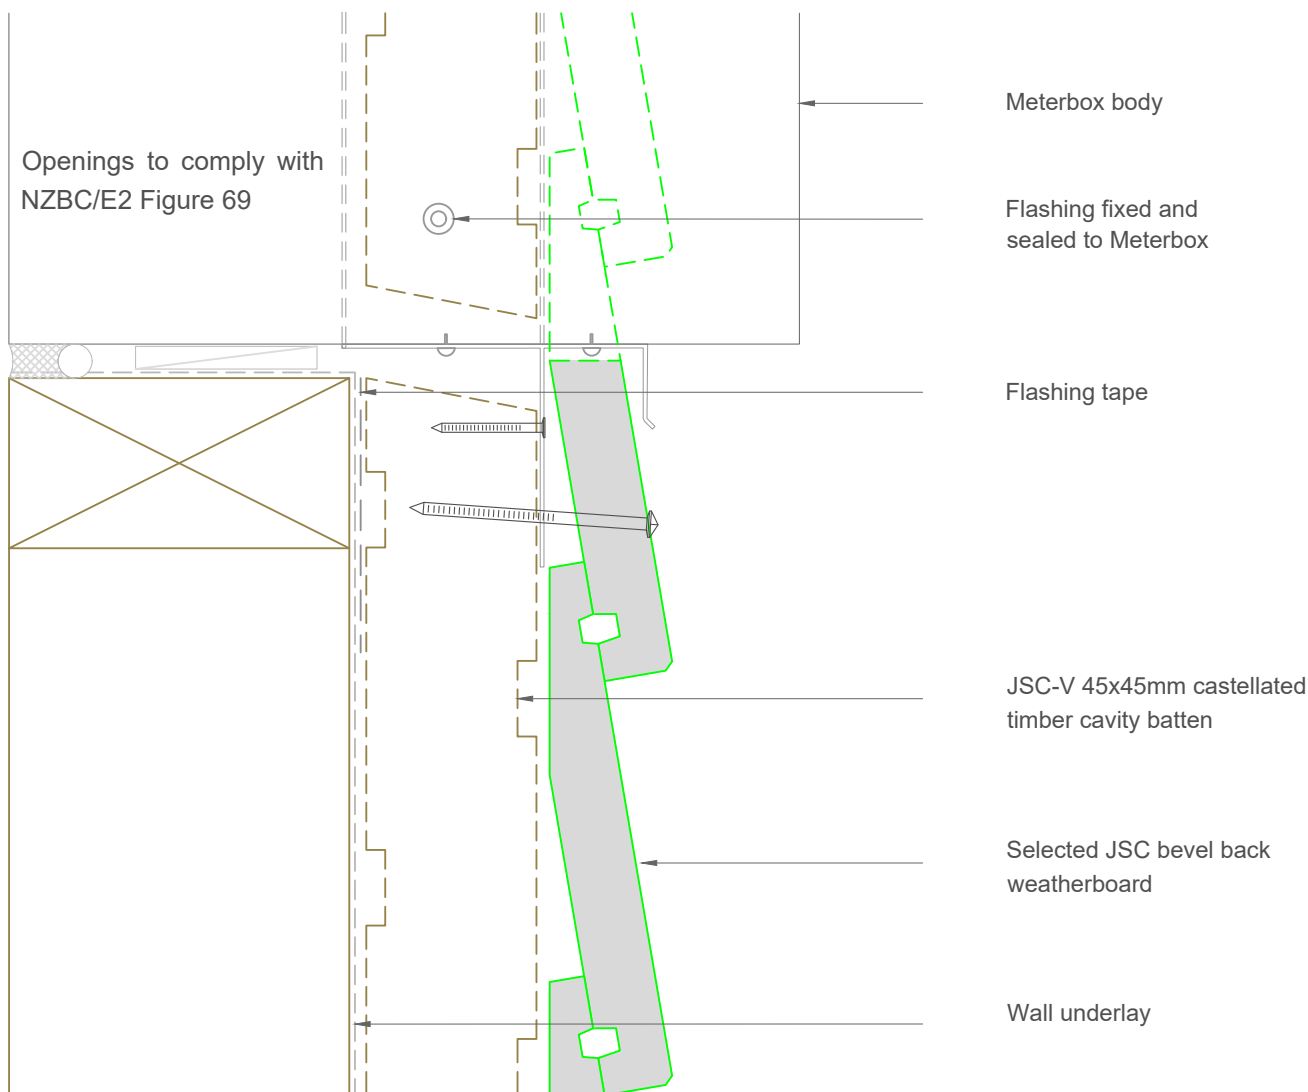 Openings to comply with
NZBC/E2 Figure 69
Meterbox body
Flashing fixed and
sealed to Meterbox
Flashing tape
JSC-V 45x45mm castellated
timber cavity batten
Selected JSC bevel back
weatherboard
Wall underlay